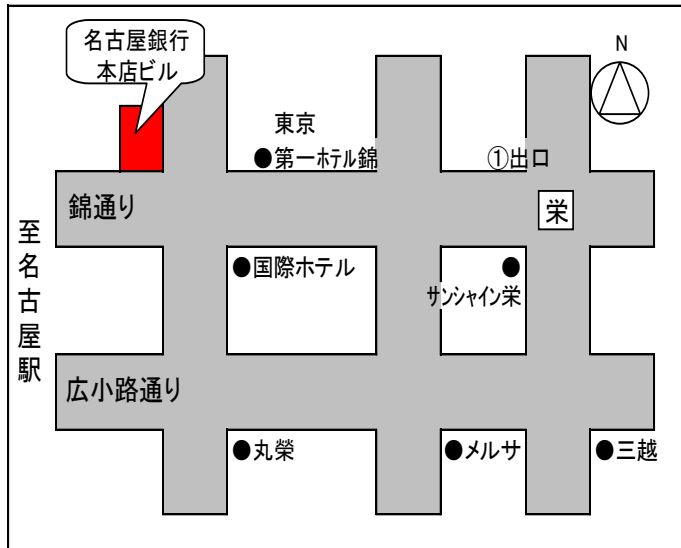 名古屋銀行
本店ビル
N
東京
●第一ホテル錦
①出口
錦通り
栄
至名古屋駅
●国際ホテル
●
サンシャイン栄
広小路通り
●丸榮
●メルサ
●三越